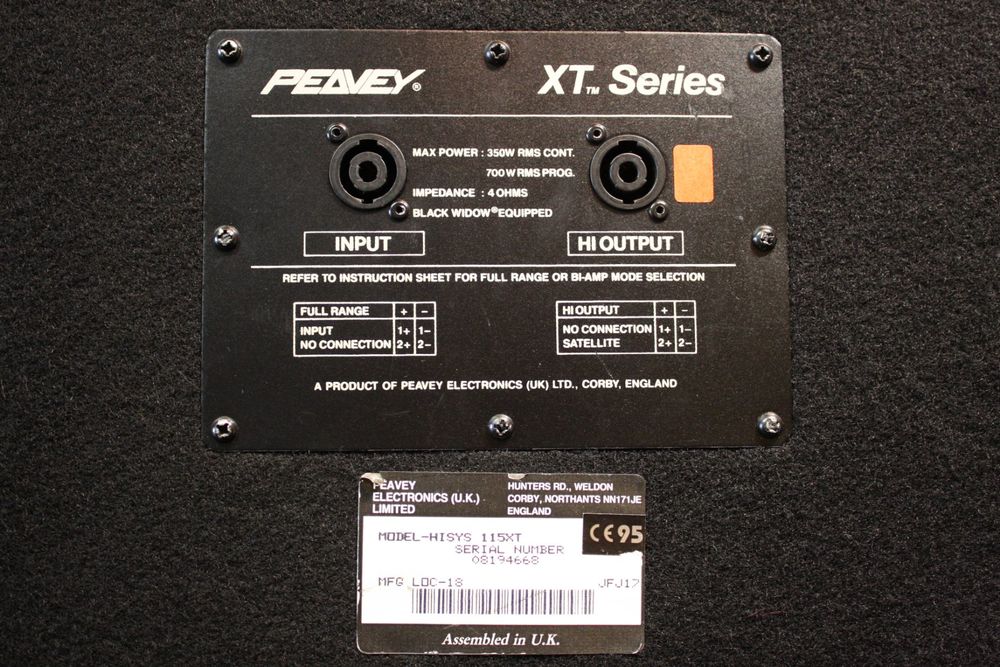 PEAVEY®
XT™ Series
MAX POWER : 350W RMS CONT.
700 W RMS PROG.
IMPEDANCE : 4 OHMS
BLACK WIDOW® EQUIPPED
INPUT
HI OUTPUT
REFER TO INSTRUCTION SHEET FOR FULL RANGE OR BI-AMP MODE SELECTION
FULL RANGE + −
INPUT 1+ 1−
NO CONNECTION 2+ 2−
HI OUTPUT + −
NO CONNECTION 1+ 1−
SATELLITE 2+ 2−
A PRODUCT OF PEAVEY ELECTRONICS (UK) LTD., CORBY, ENGLAND
PEAVEY
ELECTRONICS (U.K.)
LIMITED
HUNTERS RD., WELDON
CORBY, NORTHANTS NN171JE
ENGLAND
CE95
MODEL-HISYS 115XT
SERIAL NUMBER
08194668
MFG LOC-18 JFJ17
Assembled in U.K.